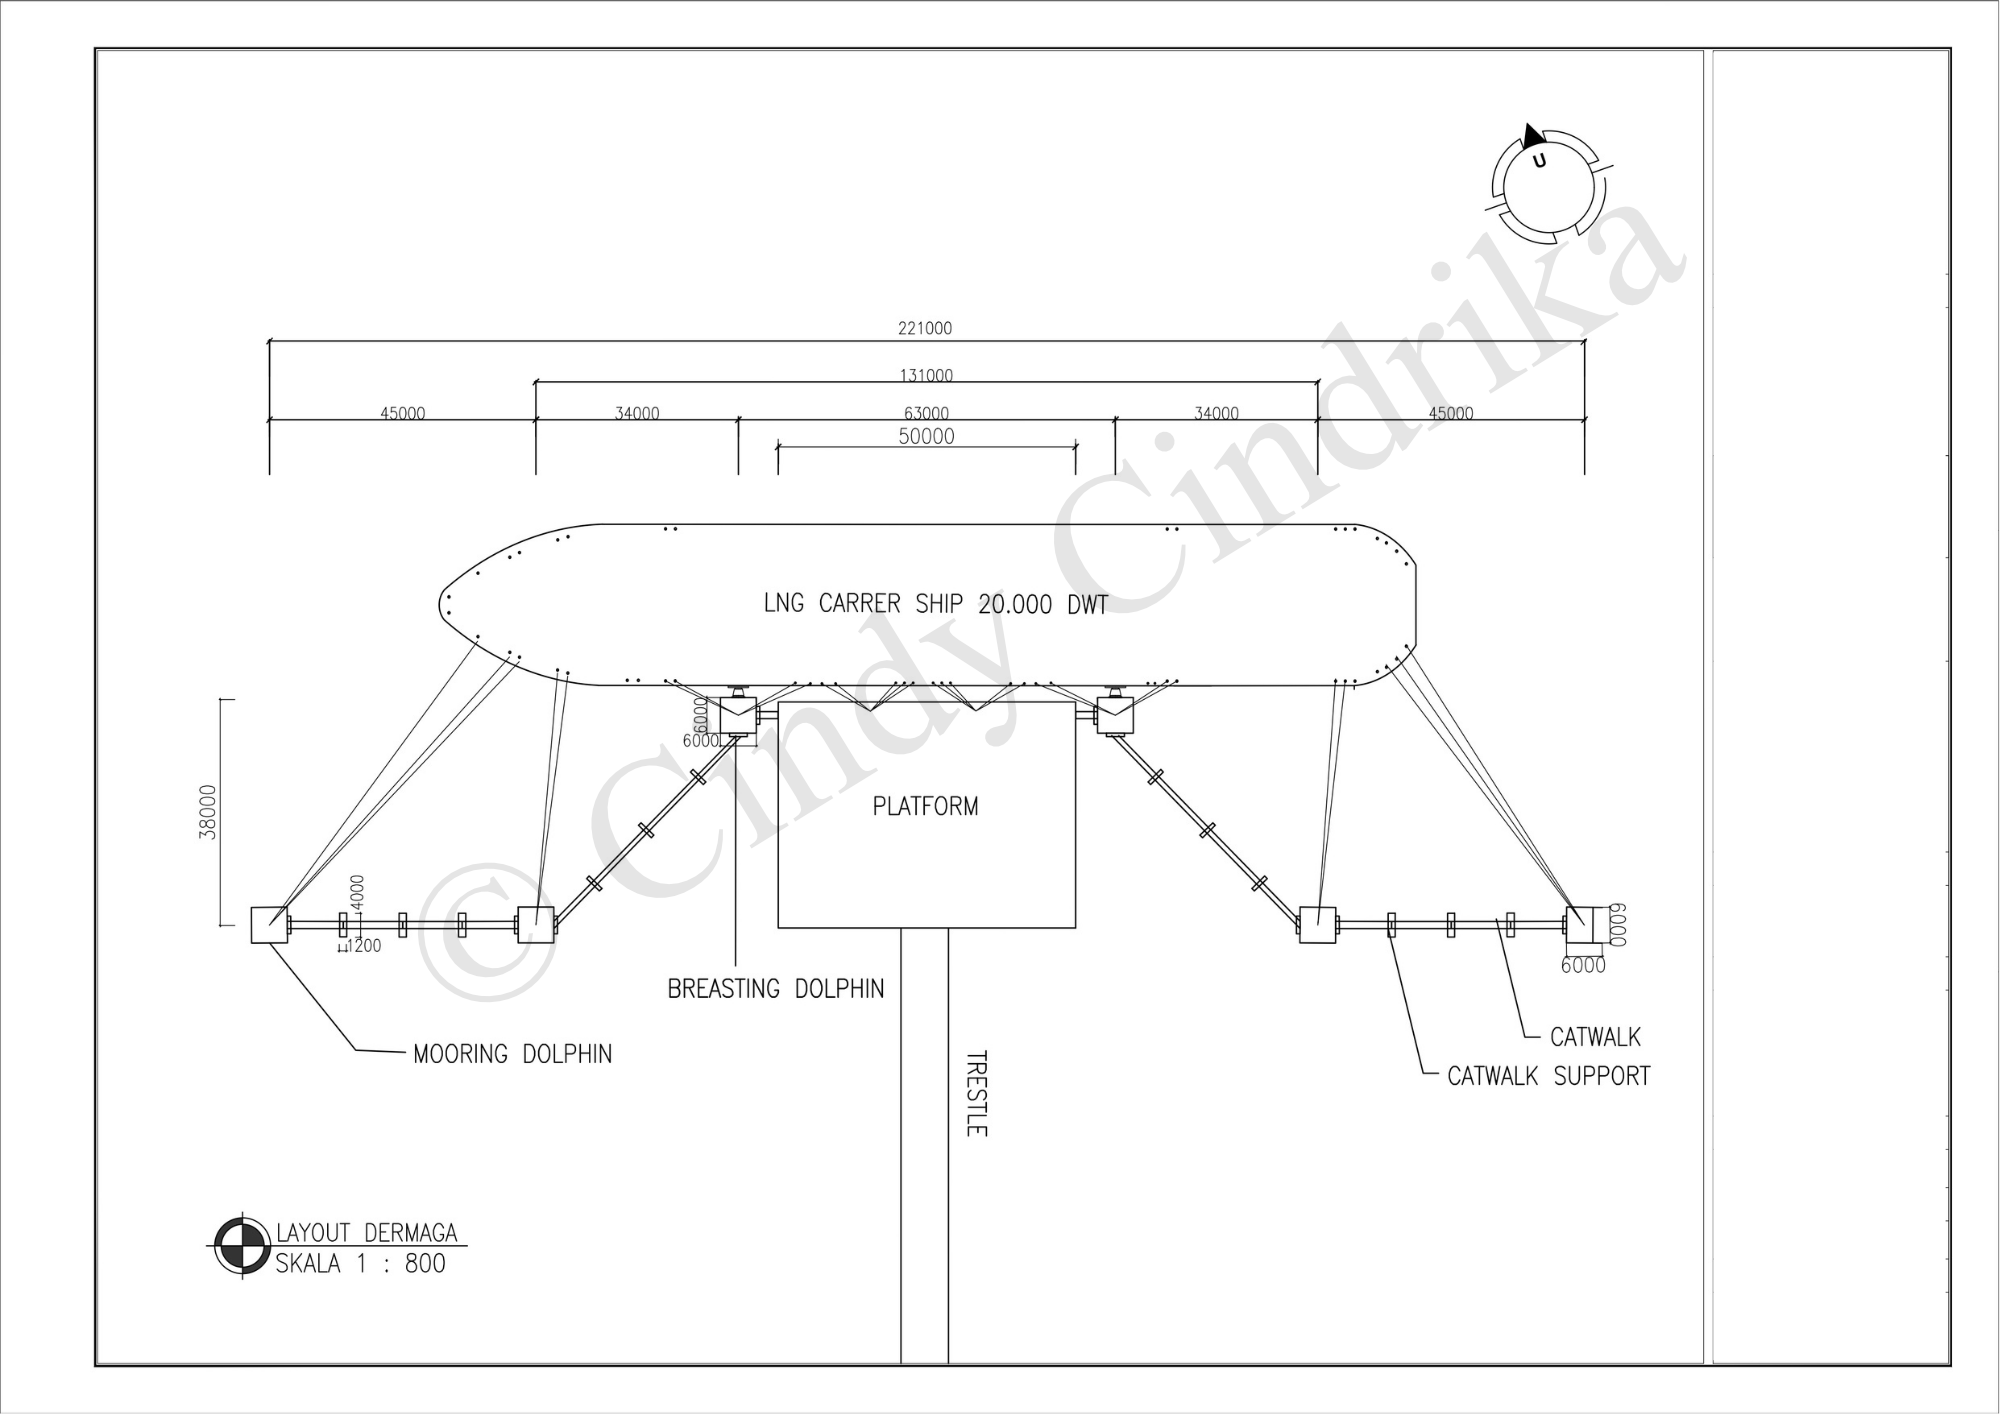 U
221000
131000
45000
34000
63000
34000
45000
50000
LNG CARRER SHIP 20.000 DWT
6000
6000
38000
PLATFORM
4000
1200
6000
6000
BREASTING DOLPHIN
MOORING DOLPHIN
CATWALK
CATWALK SUPPORT
TRESTLE
LAYOUT DERMAGA
SKALA 1 : 800
© Cindy Cindrika